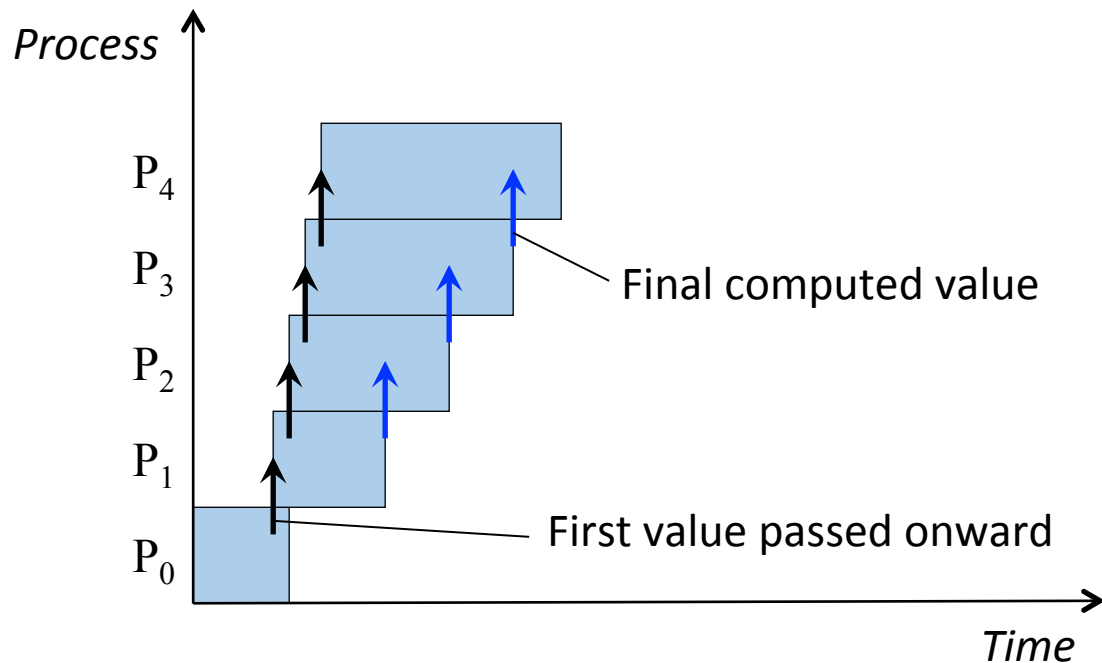 Process
P4
P3
Final computed value
P2
P1
First value passed onward
P0
Time